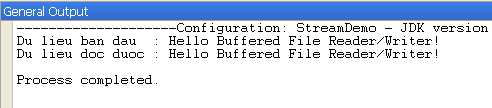 General Output
--------------------Configuration: StreamDemo - JDK version
Du lieu ban dau  : Hello Buffered File Reader/Writer!
Du lieu doc duoc : Hello Buffered File Reader/Writer!
Process completed.